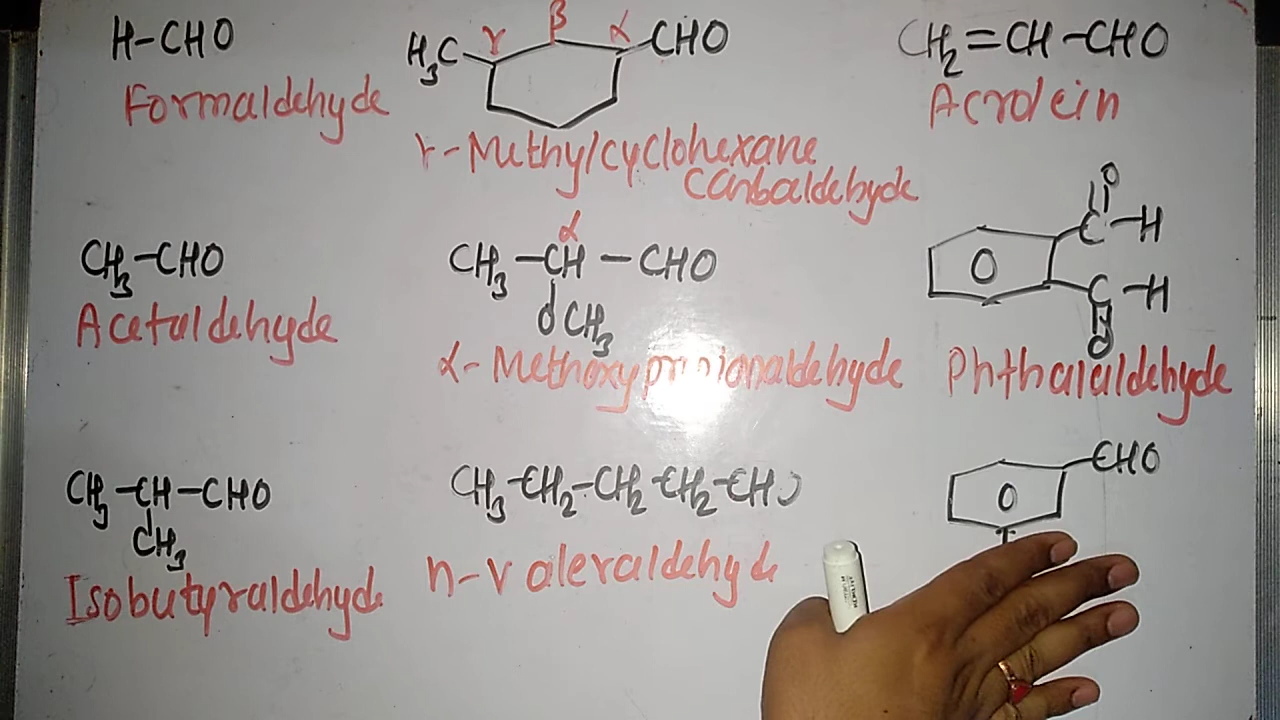 H-CHO
Formaldehyde
H₃C γ β α CHO
γ-Methylcyclohexane
carbaldehyde
CH₂=CH-CHO
Acrolein
CH₃-CHO
Acetaldehyde
α
CH₃-CH-CHO
OCH₃
α-Methoxypropionaldehyde
O
C-H
O
C-H
O
Phthalaldehyde
CH₃-CH-CHO
CH₃
Isobutyraldehyde
CH₃-CH₂-CH₂-CH₂-CHO
n-valeraldehyde
CHO
O